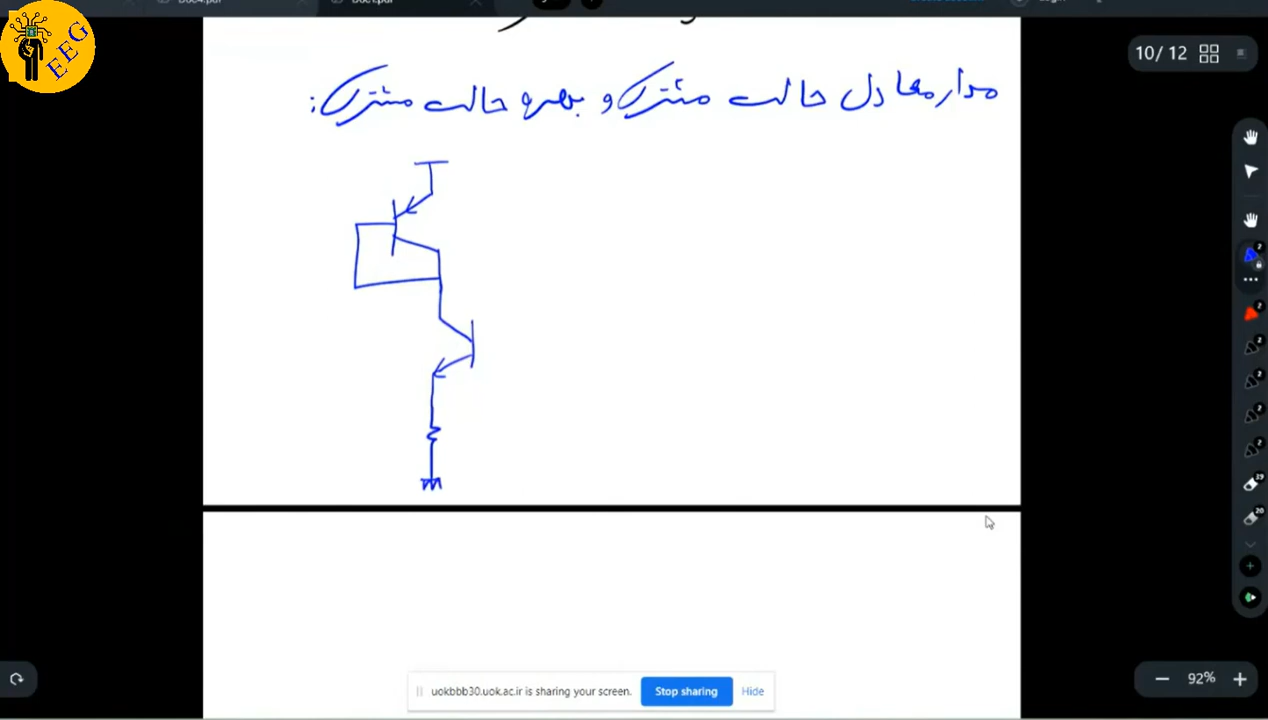 EEG
10/ 12
مدار معادل حالت مشترک و بهره حالت مشترک:
uokbbb30.uok.ac.ir is sharing your screen.
Stop sharing
Hide
92%